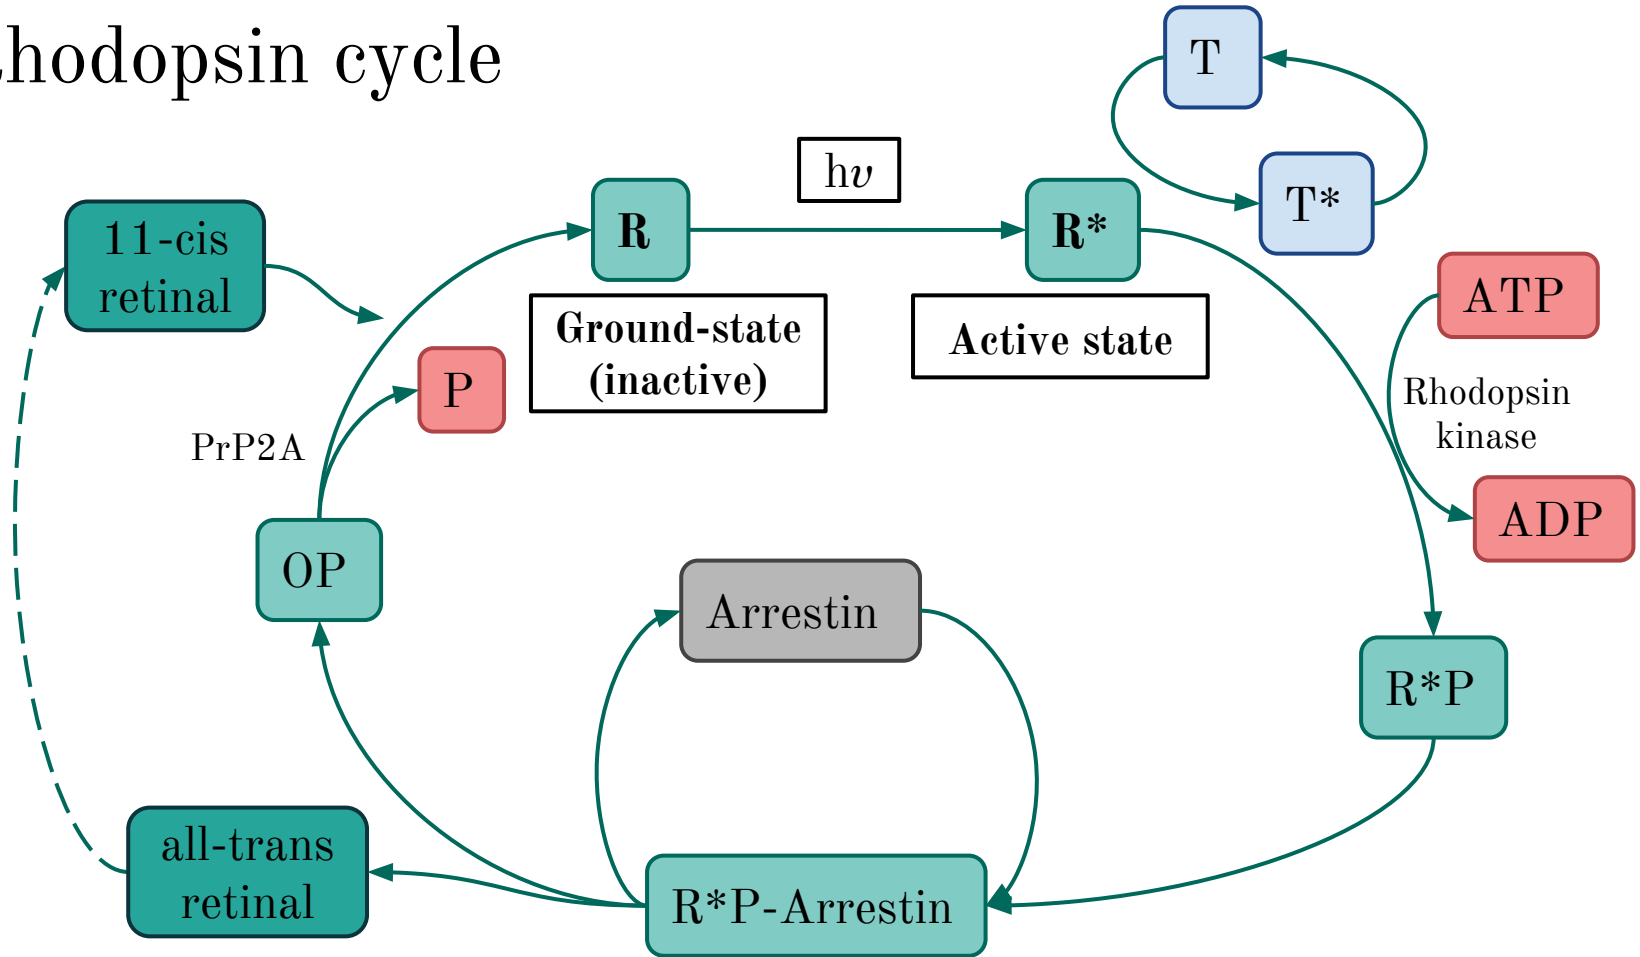 hodopsin cycle
T
hν
T*
R
R*
11-cis
retinal
ATP
Ground-state
(inactive)
Active state
P
Rhodopsin
kinase
PrP2A
ADP
OP
Arrestin
R*P
all-trans
retinal
R*P-Arrestin